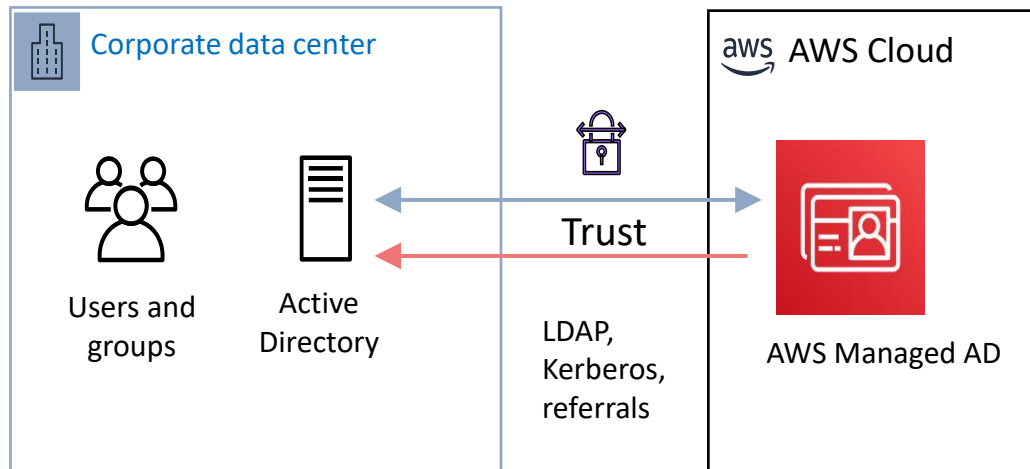 Corporate data center
aws AWS Cloud
Trust
Users and
groups
Active
Directory
LDAP,
Kerberos,
referrals
AWS Managed AD